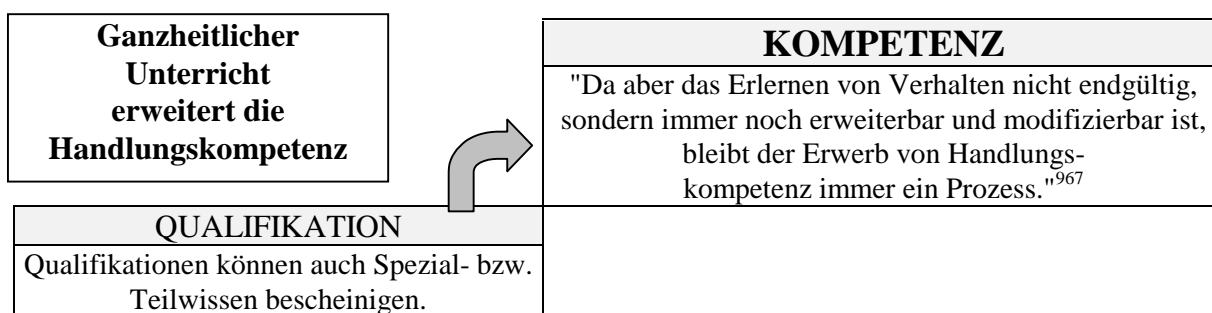 Ganzheitlicher
Unterricht
erweitert die
Handlungskompetenz
KOMPETENZ
"Da aber das Erlernen von Verhalten nicht endgültig,
sondern immer noch erweiterbar und modifizierbar ist,
bleibt der Erwerb von Handlungs-
kompetenz immer ein Prozess."967
QUALIFIKATION
Qualifikationen können auch Spezial- bzw.
Teilwissen bescheinigen.